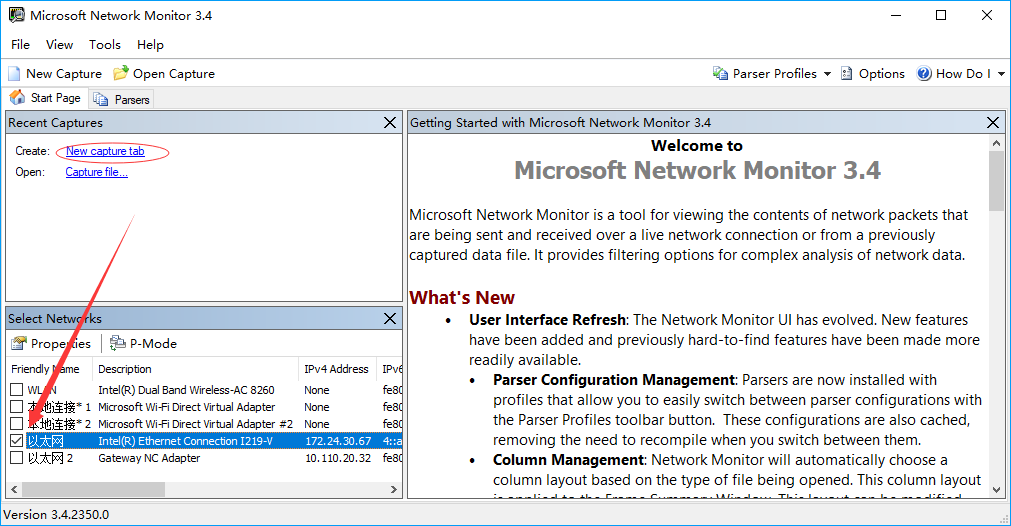 Microsoft Network Monitor 3.4
File View Tools Help
New Capture Open Capture Parser Profiles Options How Do I
Start Page Parsers
Recent Captures
Create: New capture tab
Open: Capture file...
Select Networks
Properties P-Mode
Friendly Name Description IPv4 Address IPv6
WLAN Intel(R) Dual Band Wireless-AC 8260 None fe80
本地连接* 1 Microsoft Wi-Fi Direct Virtual Adapter None fe80
本地连接* 2 Microsoft Wi-Fi Direct Virtual Adapter #2 None fe80
以太网 Intel(R) Ethernet Connection I219-V 172.24.30.67 4::a
以太网 2 Gateway NC Adapter 10.110.20.32 fe80
Getting Started with Microsoft Network Monitor 3.4
Welcome to
Microsoft Network Monitor 3.4
Microsoft Network Monitor is a tool for viewing the contents of network packets that
are being sent and received over a live network connection or from a previously
captured data file. It provides filtering options for complex analysis of network data.
What's New
• User Interface Refresh: The Network Monitor UI has evolved. New features
have been added and previously hard-to-find features have been made more
readily available.
• Parser Configuration Management: Parsers are now installed with
profiles that allow you to easily switch between parser configurations with
the Parser Profiles toolbar button. These configurations are also cached,
removing the need to recompile when you switch between them.
• Column Management: Network Monitor will automatically choose a
column layout based on the type of file being opened. This column layout
is applied to the Frame Summary Window. This layout can be modified
Version 3.4.2350.0